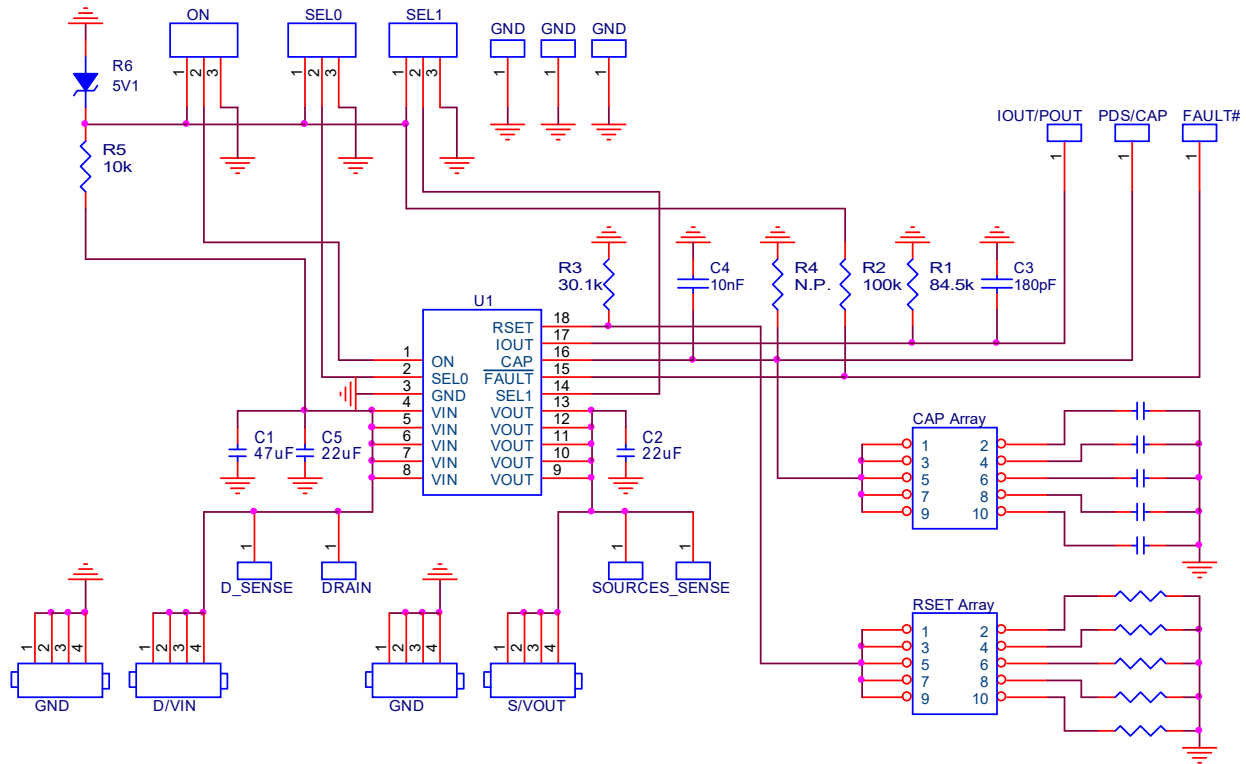 ON
SEL0
SEL1
GND
GND
GND
R6
5V1
1
2
3
1
2
3
1
2
3
1
1
1
IOUT/POUT
PDS/CAP
FAULT#
1
1
1
R5
10k
R3
30.1k
C4
10nF
R4
N.P.
R2
100k
R1
84.5k
C3
180pF
U1
1
2
3
4
5
6
7
8
ON
SEL0
GND
VIN
VIN
VIN
VIN
VIN
RSET
IOUT
CAP
FAULT
SEL1
VOUT
VOUT
VOUT
VOUT
VOUT
18
17
16
15
14
13
12
11
10
9
C1
47uF
C5
22uF
C2
22uF
CAP Array
1
3
5
7
9
2
4
6
8
10
1
D_SENSE
1
DRAIN
1
1
SOURCES_SENSE
RSET Array
1
3
5
7
9
2
4
6
8
10
1
2
3
4
GND
1
2
3
4
D/VIN
1
2
3
4
GND
1
2
3
4
S/VOUT